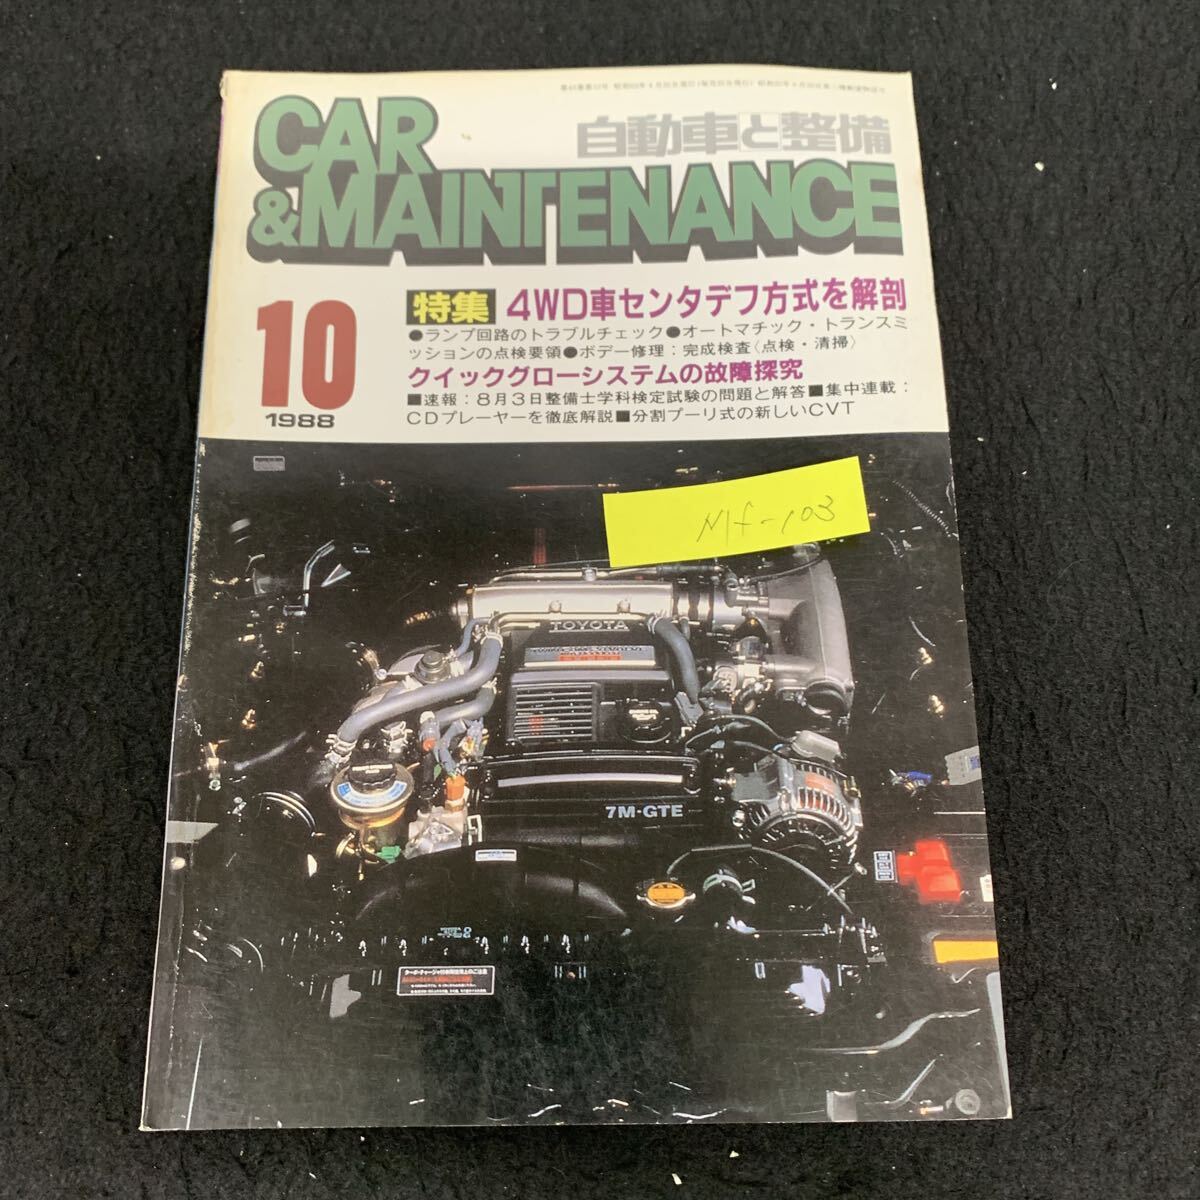 自動車と整備
CAR
&MAINTENANCE
10
1988
特集 4WD車センタデフ方式を解剖
●ランプ回路のトラブルチェック●オートマチック・トランスミ
ッションの点検要領●ボデー修理：完成検査〈点検・清掃〉
クイックグローシステムの故障探究
■速報：8月3日整備士学科検定試験の問題と解答■集中連載：
CDプレーヤーを徹底解説■分割プーリ式の新しいCVT
TOYOTA
7M-GTE